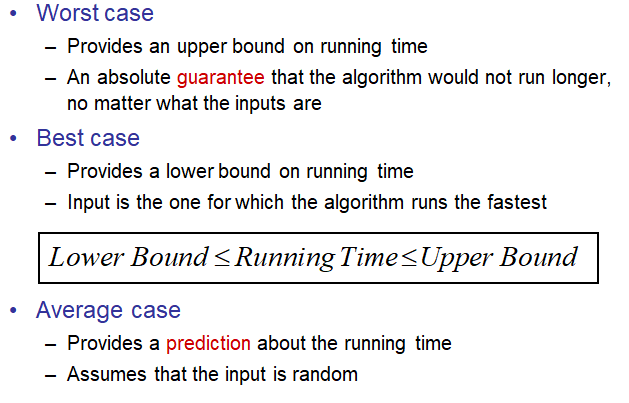 • Worst case
– Provides an upper bound on running time
– An absolute guarantee that the algorithm would not run longer,
no matter what the inputs are
• Best case
– Provides a lower bound on running time
– Input is the one for which the algorithm runs the fastest
Lower Bound ≤ Running Time ≤ Upper Bound
• Average case
– Provides a prediction about the running time
– Assumes that the input is random